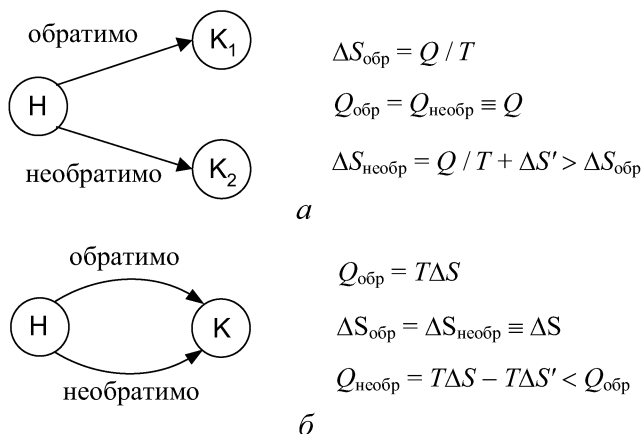 обратимо
K₁
H
необратимо
K₂
ΔSобр = Q / T
Qобр = Qнеобр ≡ Q
ΔSнеобр = Q / T + ΔS′ > ΔSобр
а
обратимо
H
K
необратимо
Qобр = TΔS
ΔSобр = ΔSнеобр ≡ ΔS
Qнеобр = TΔS – TΔS′ < Qобр
б